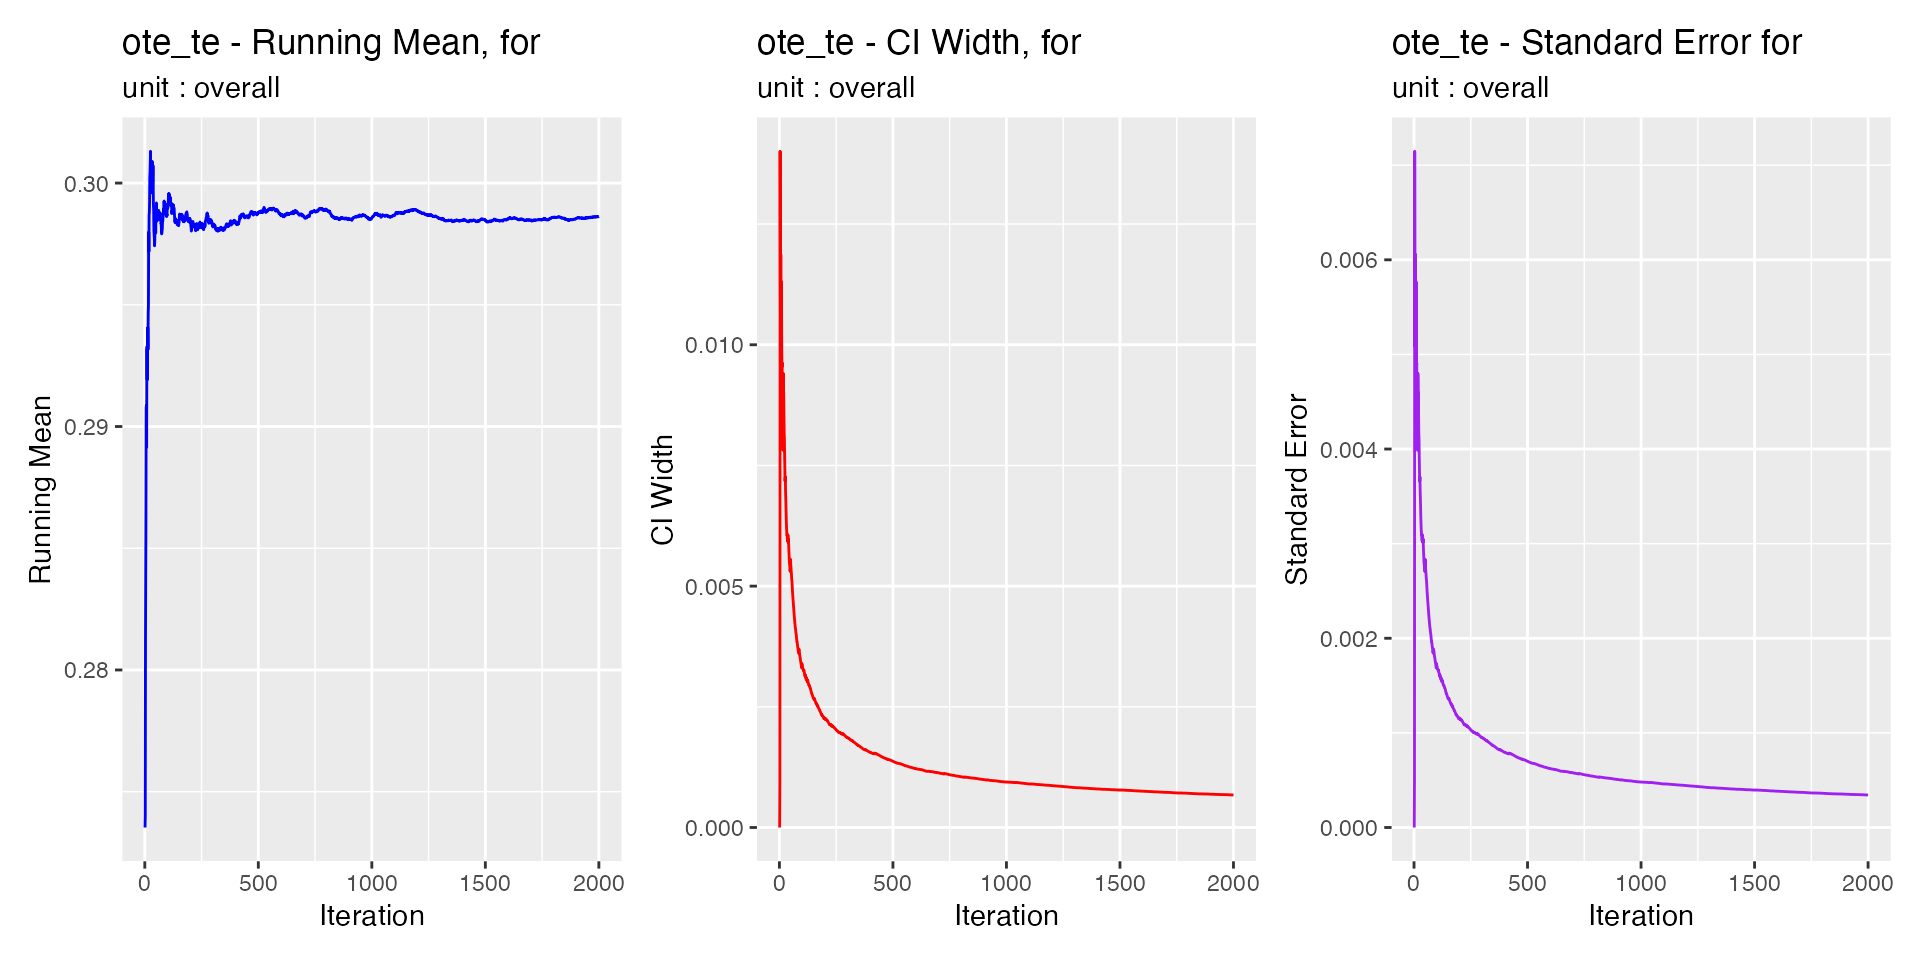 ote_te - Running Mean, for
unit : overall
Running Mean
0.30
0.29
0.28
0
500
1000
1500
2000
Iteration
ote_te - CI Width, for
unit : overall
CI Width
0.010
0.005
0.000
0
500
1000
1500
2000
Iteration
ote_te - Standard Error for
unit : overall
Standard Error
0.006
0.004
0.002
0.000
0
500
1000
1500
2000
Iteration